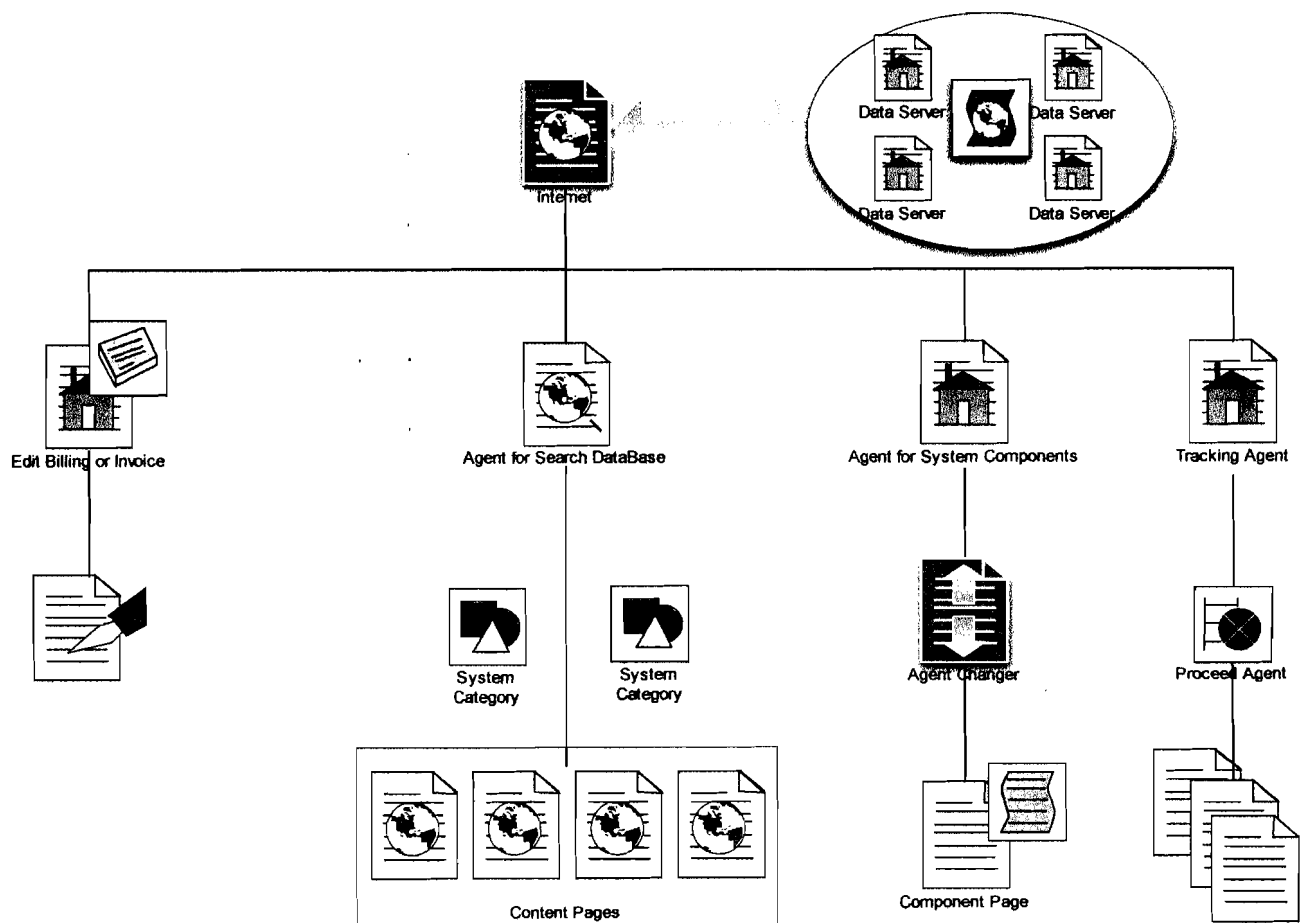 Data Server
Data Server
Internet
Data Server
Data Server
Edit Billing or Invoice
Agent for Search DataBase
Agent for System Components
Tracking Agent
System
Category
System
Category
Agent Changer
Proceed Agent
Content Pages
Component Page